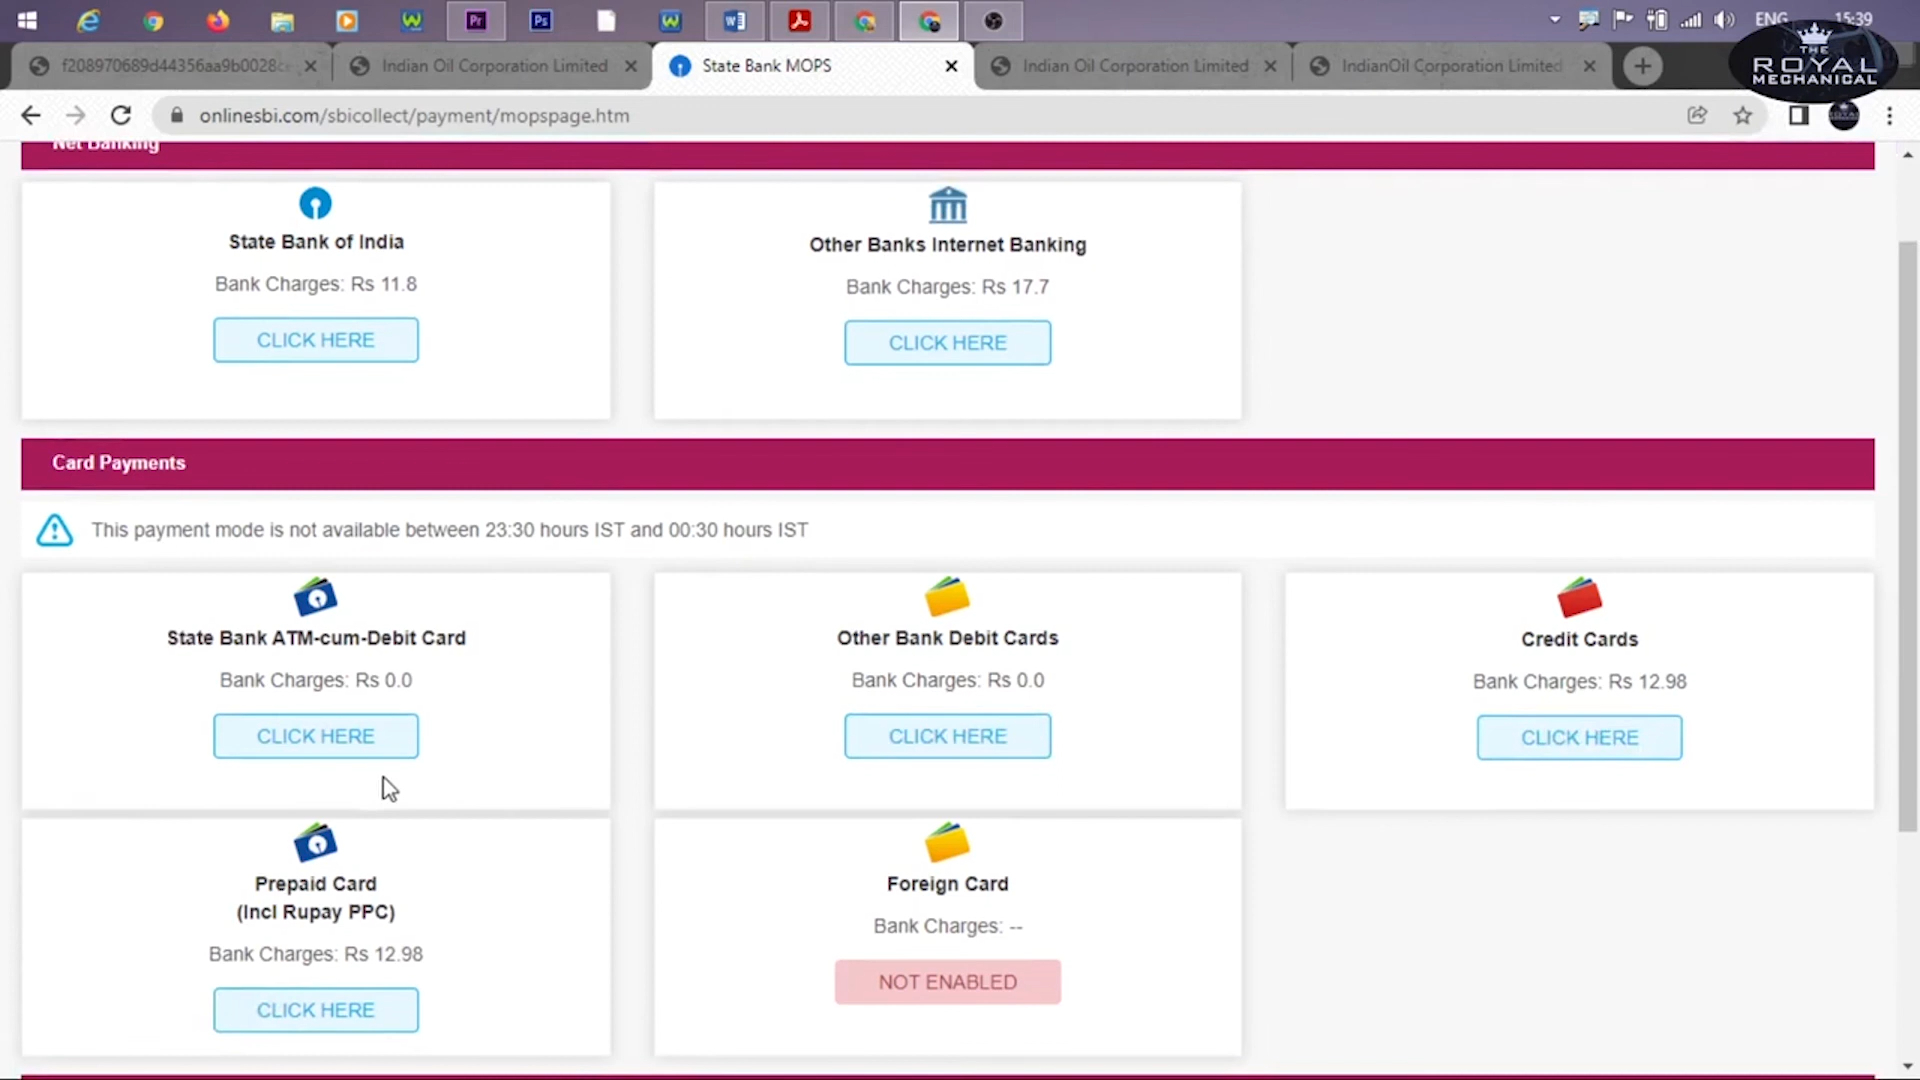 Pr
Ps
ENG
15:39
THE
ROYAL
MECHANICAL
f208970689d44356aa9b0028ce
Indian Oil Corporation Limited
State Bank MOPS
Indian Oil Corporation Limited
IndianOil Corporation Limited
onlinesbi.com/sbicollect/payment/mopspage.htm
Net Banking
State Bank of India
Bank Charges: Rs 11.8
CLICK HERE
Other Banks Internet Banking
Bank Charges: Rs 17.7
CLICK HERE
Card Payments
This payment mode is not available between 23:30 hours IST and 00:30 hours IST
State Bank ATM-cum-Debit Card
Bank Charges: Rs 0.0
CLICK HERE
Other Bank Debit Cards
Bank Charges: Rs 0.0
CLICK HERE
Credit Cards
Bank Charges: Rs 12.98
CLICK HERE
Prepaid Card
(Incl Rupay PPC)
Bank Charges: Rs 12.98
CLICK HERE
Foreign Card
Bank Charges: --
NOT ENABLED